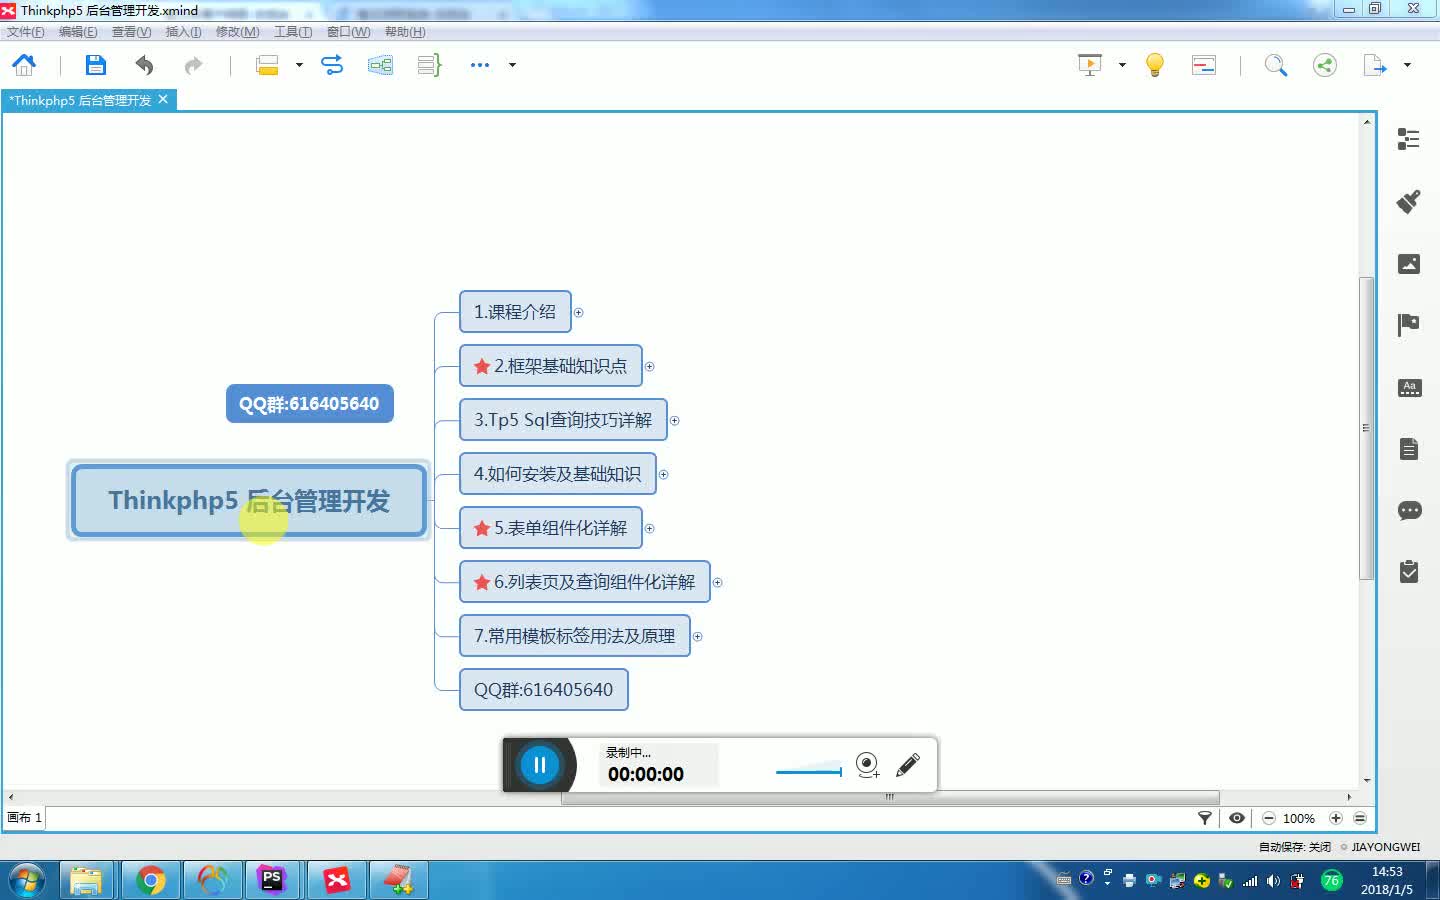 Thinkphp5 后台管理开发.xmind
文件(F) 编辑(E) 查看(V) 插入(I) 修改(M) 工具(T) 窗口(W) 帮助(H)
*Thinkphp5 后台管理开发
1.课程介绍
2.框架基础知识点
QQ群:616405640
3.Tp5 Sql查询技巧详解
4.如何安装及基础知识
Thinkphp5 后台管理开发
5.表单组件化详解
6.列表页及查询组件化详解
7.常用模板标签用法及原理
QQ群:616405640
录制中...
00:00:00
画布 1
100%
自动保存: 关闭
JIAYONGWEI
Aa
PS
76
14:53
2018/1/5